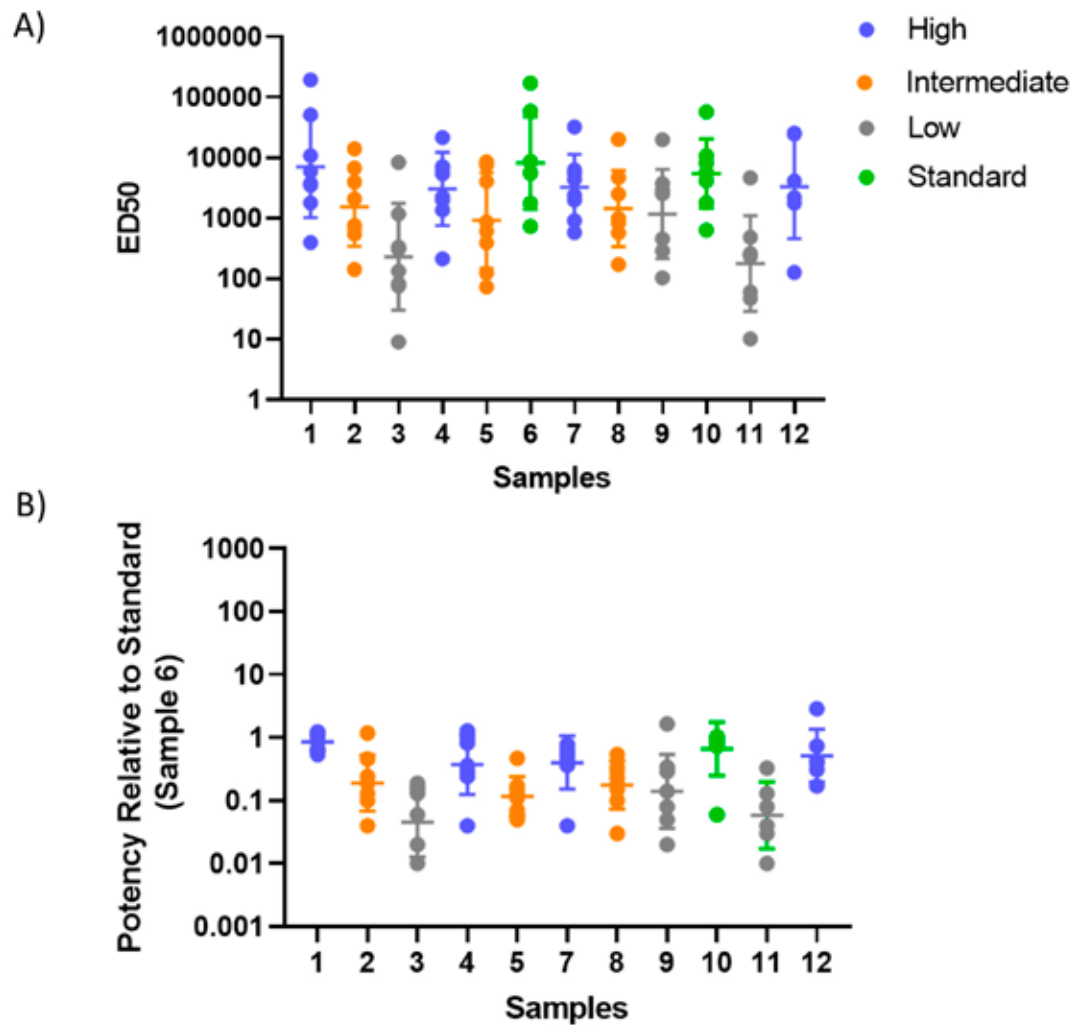 A)
1000000
100000
10000
1000
100
10
1
ED50
1 2 3 4 5 6 7 8 9 10 11 12
Samples
High
Intermediate
Low
Standard
B)
1000
100
10
1
0.1
0.01
0.001
Potency Relative to Standard
(Sample 6)
1 2 3 4 5 7 8 9 10 11 12
Samples